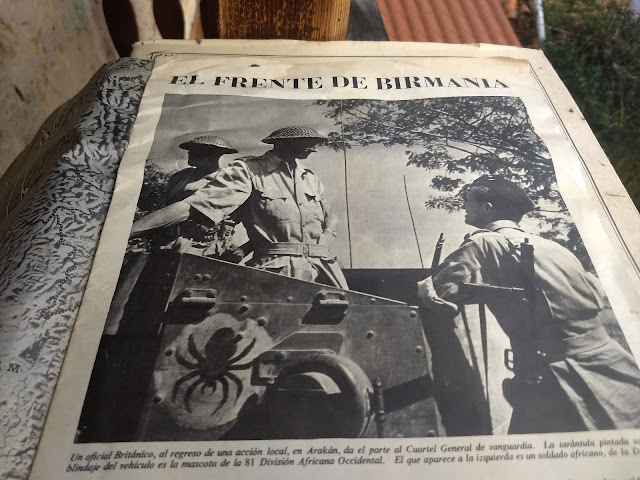 EL FRENTE DE BIRMANIA
Un oficial Británico, al regreso de una acción local, en Arakán, da el parte al Cuartel General de vanguardia. La tarántula pintada
blindaje del vehículo es la mascota de la 81 División Africana Occidental. El que aparece a la izquierda es un soldado africano, de la D